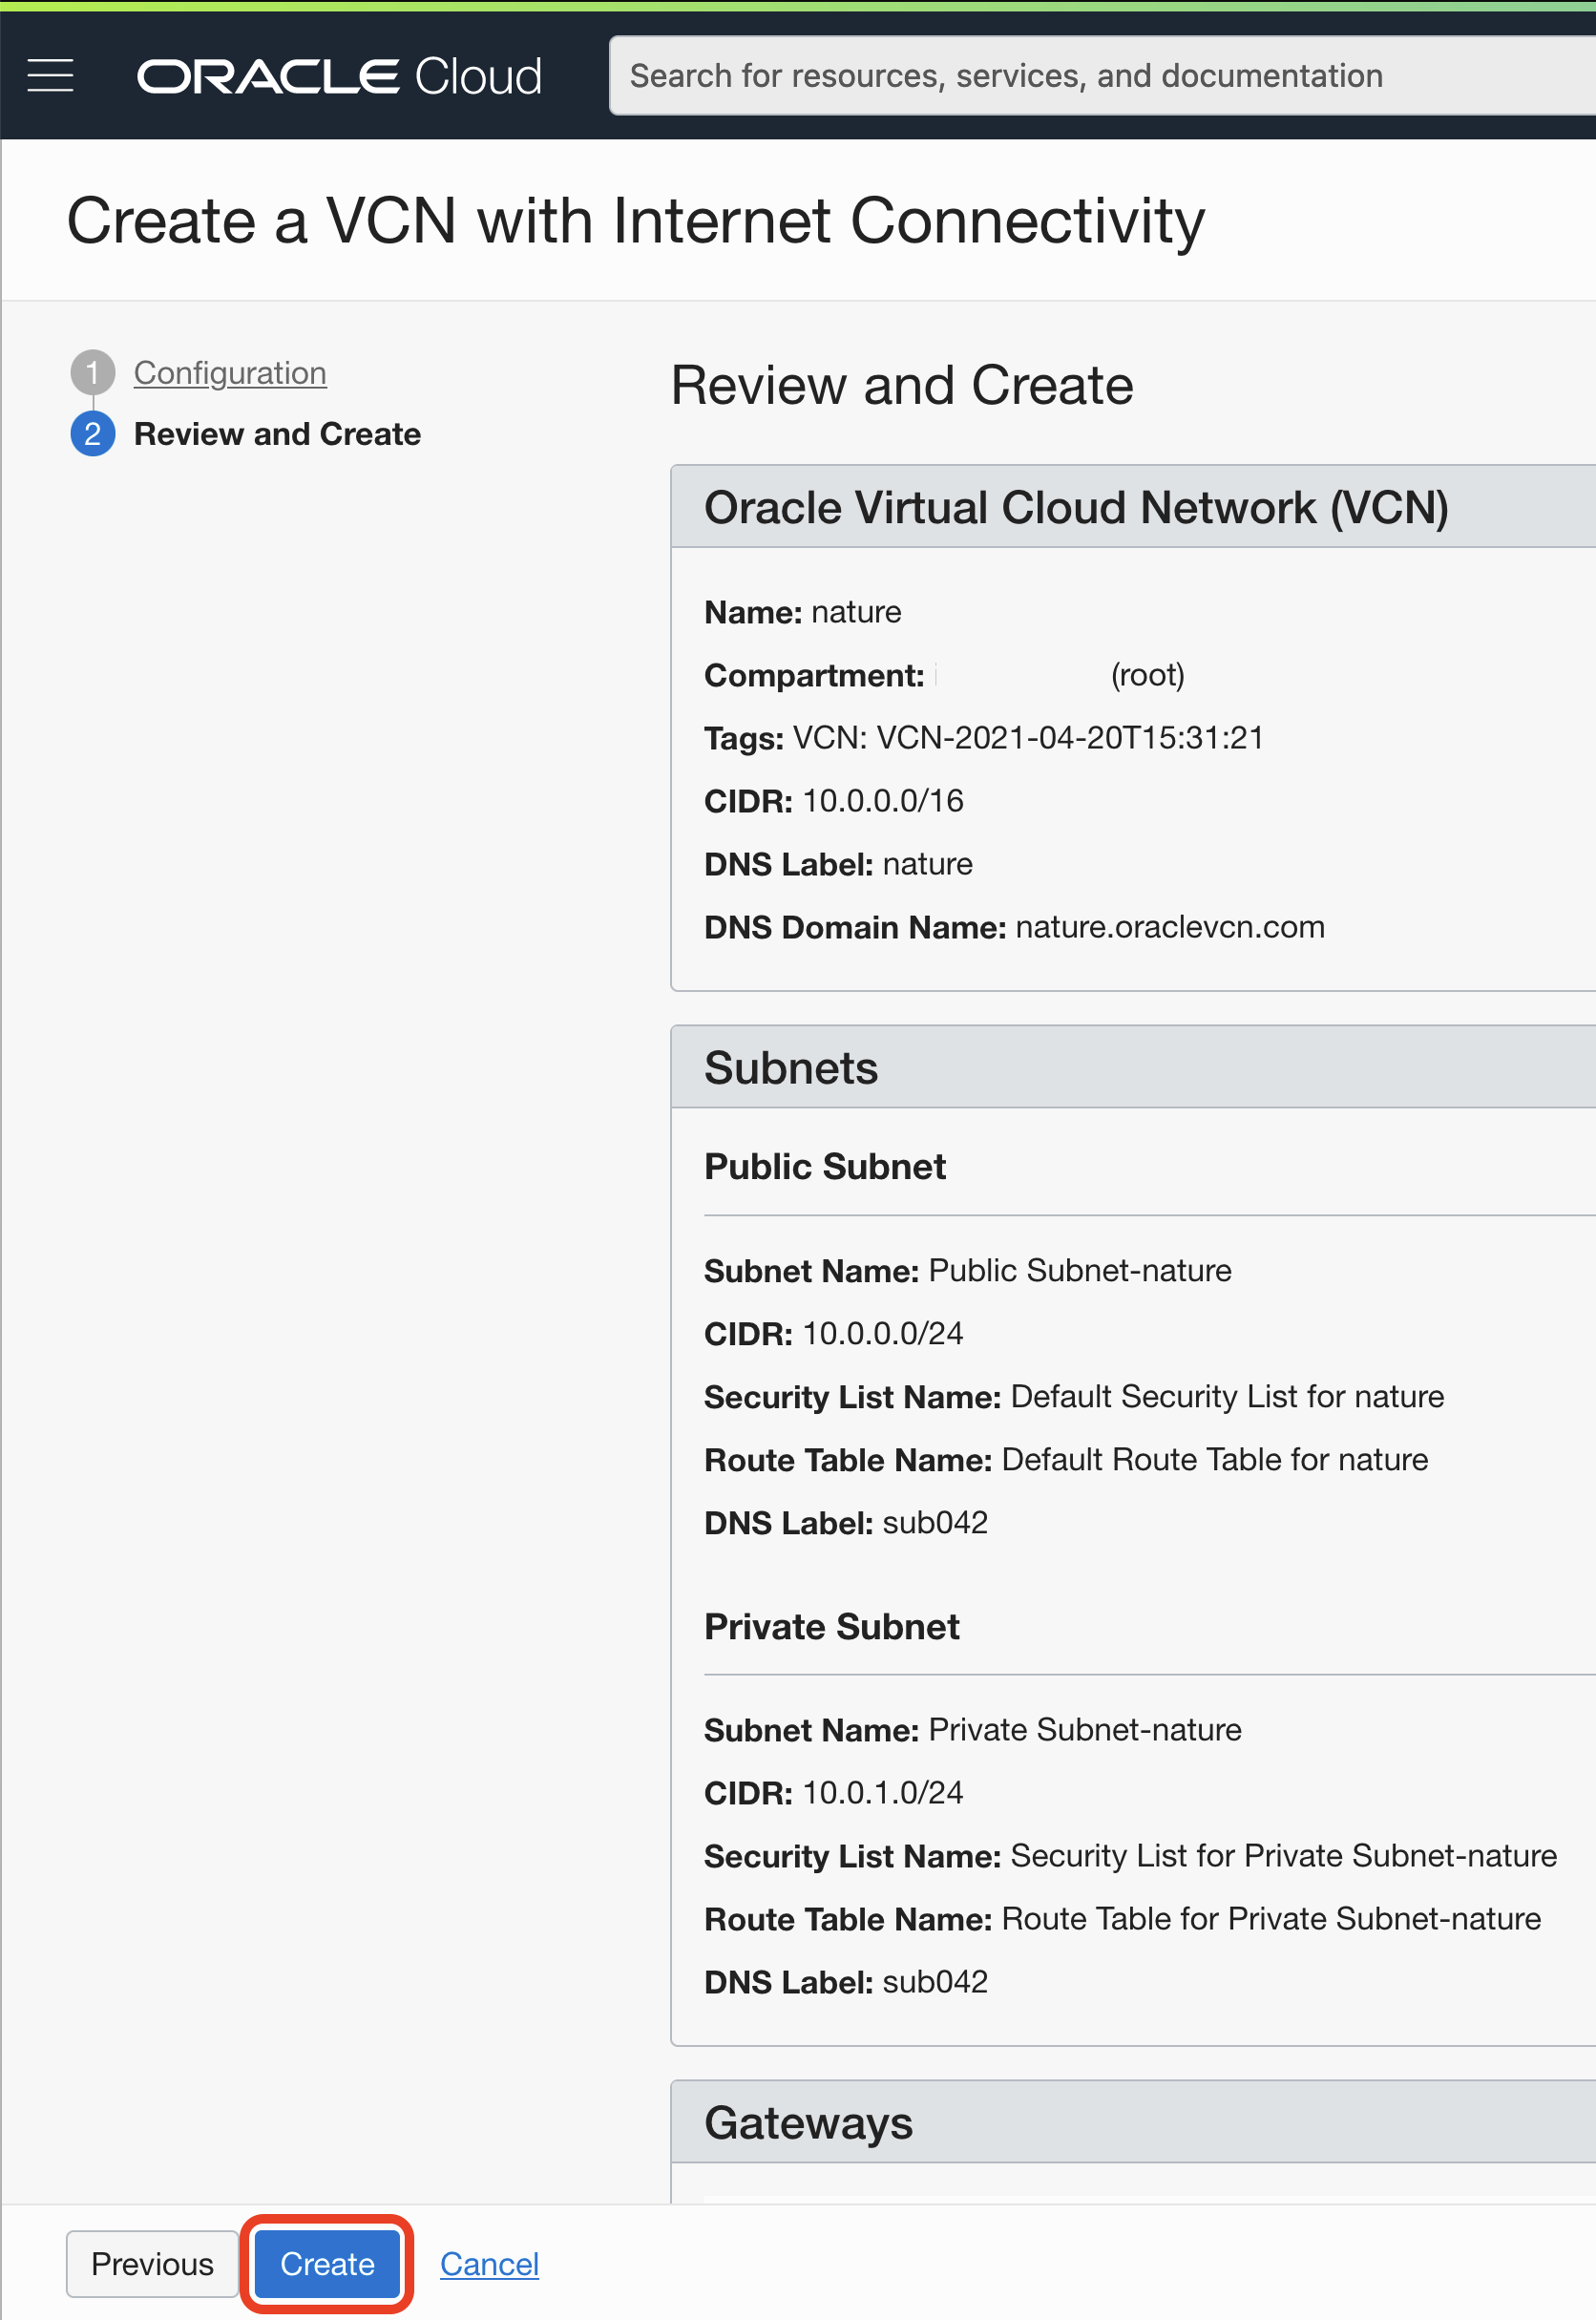 ORACLE Cloud
Search for resources, services, and documentation
Create a VCN with Internet Connectivity
1 Configuration
2 Review and Create
Review and Create
Oracle Virtual Cloud Network (VCN)
Name: nature
Compartment: (root)
Tags: VCN: VCN-2021-04-20T15:31:21
CIDR: 10.0.0.0/16
DNS Label: nature
DNS Domain Name: nature.oraclevcn.com
Subnets
Public Subnet
Subnet Name: Public Subnet-nature
CIDR: 10.0.0.0/24
Security List Name: Default Security List for nature
Route Table Name: Default Route Table for nature
DNS Label: sub042
Private Subnet
Subnet Name: Private Subnet-nature
CIDR: 10.0.1.0/24
Security List Name: Security List for Private Subnet-nature
Route Table Name: Route Table for Private Subnet-nature
DNS Label: sub042
Gateways
Previous Create Cancel